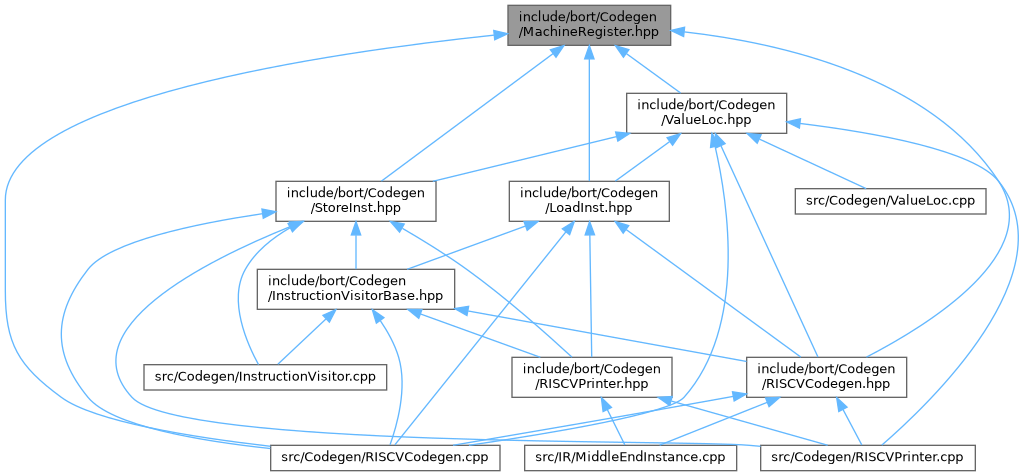 include/bort/Codegen
/MachineRegister.hpp
include/bort/Codegen
/ValueLoc.hpp
include/bort/Codegen
/StoreInst.hpp
include/bort/Codegen
/LoadInst.hpp
src/Codegen/ValueLoc.cpp
include/bort/Codegen
/InstructionVisitorBase.hpp
src/Codegen/InstructionVisitor.cpp
include/bort/Codegen
/RISCVPrinter.hpp
include/bort/Codegen
/RISCVCodegen.hpp
src/Codegen/RISCVCodegen.cpp
src/IR/MiddleEndInstance.cpp
src/Codegen/RISCVPrinter.cpp